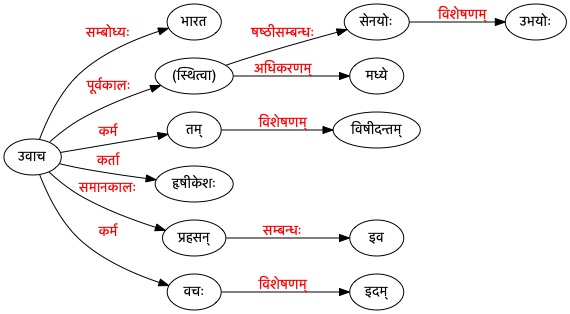 सम्बोध्यः भारत षष्ठीसम्बन्धः सेनयोः विशेषणम् उभयोः
पूर्वकालः (स्थित्वा) अधिकरणम् मध्ये
कर्म तम् विशेषणम् विषीदन्तम्
उवाच कर्ता हृषीकेशः
समानकालः प्रहसन् सम्बन्धः इव
कर्म वचः विशेषणम् इदम्